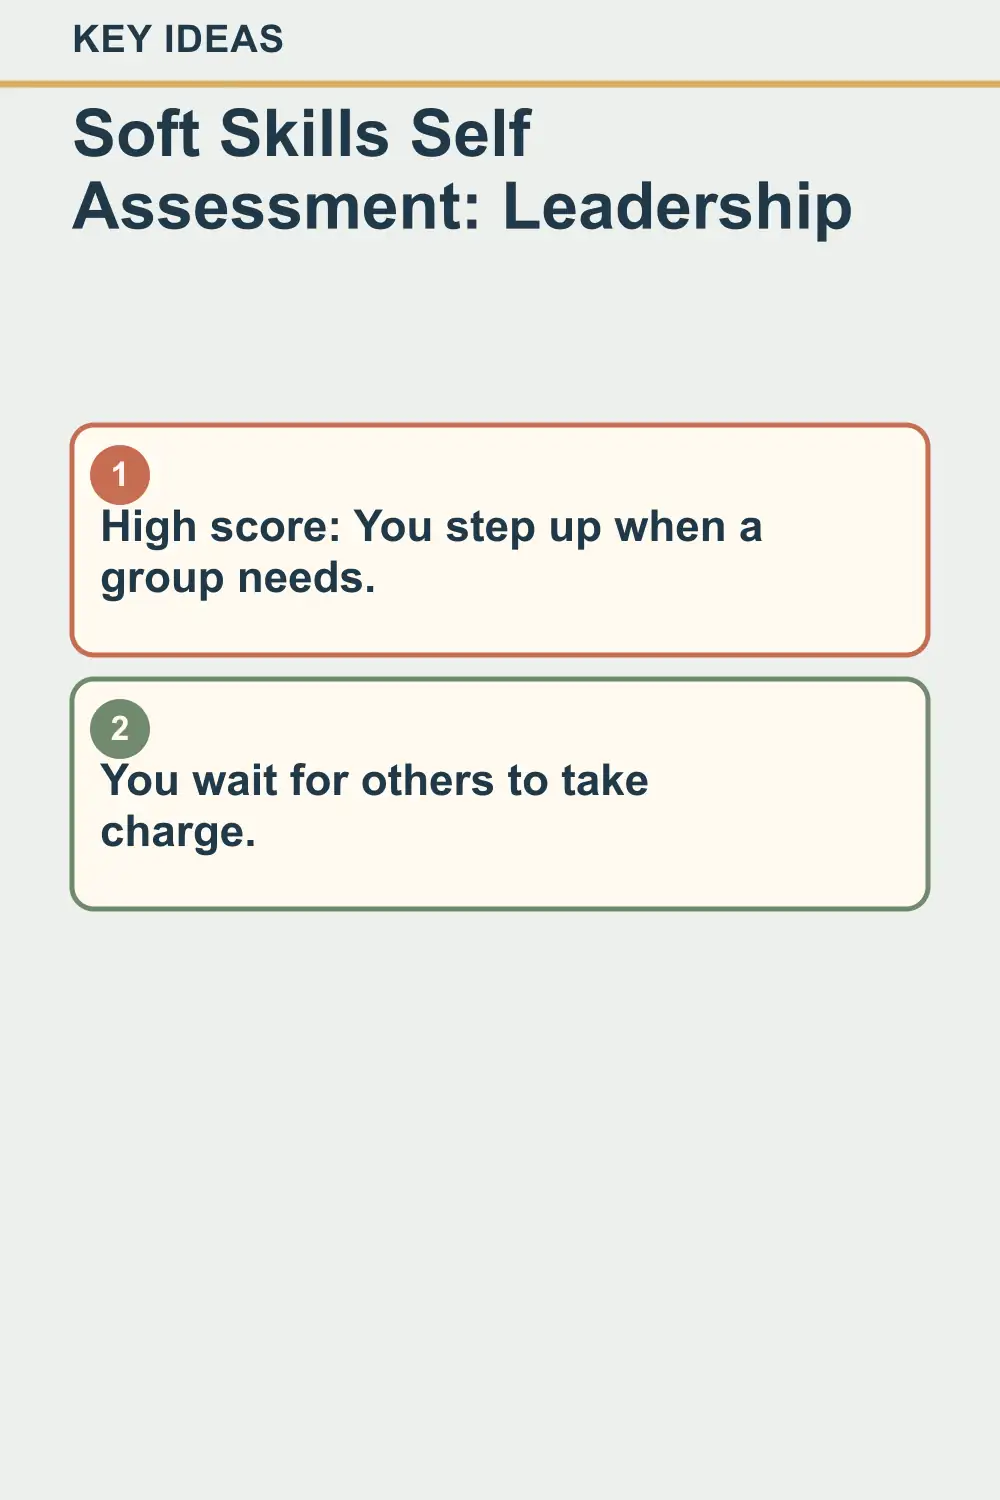 KEY IDEAS
Soft Skills Self
Assessment: Leadership
1
High score: You step up when a
group needs.
2
You wait for others to take
charge.